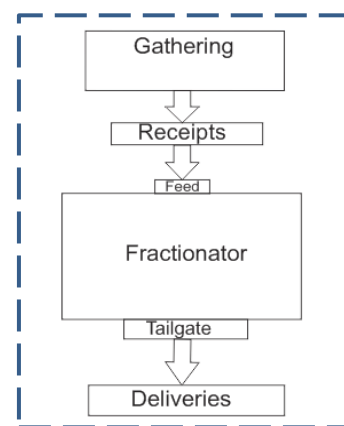 Gathering
Receipts
Feed
Fractionator
Tailgate
Deliveries